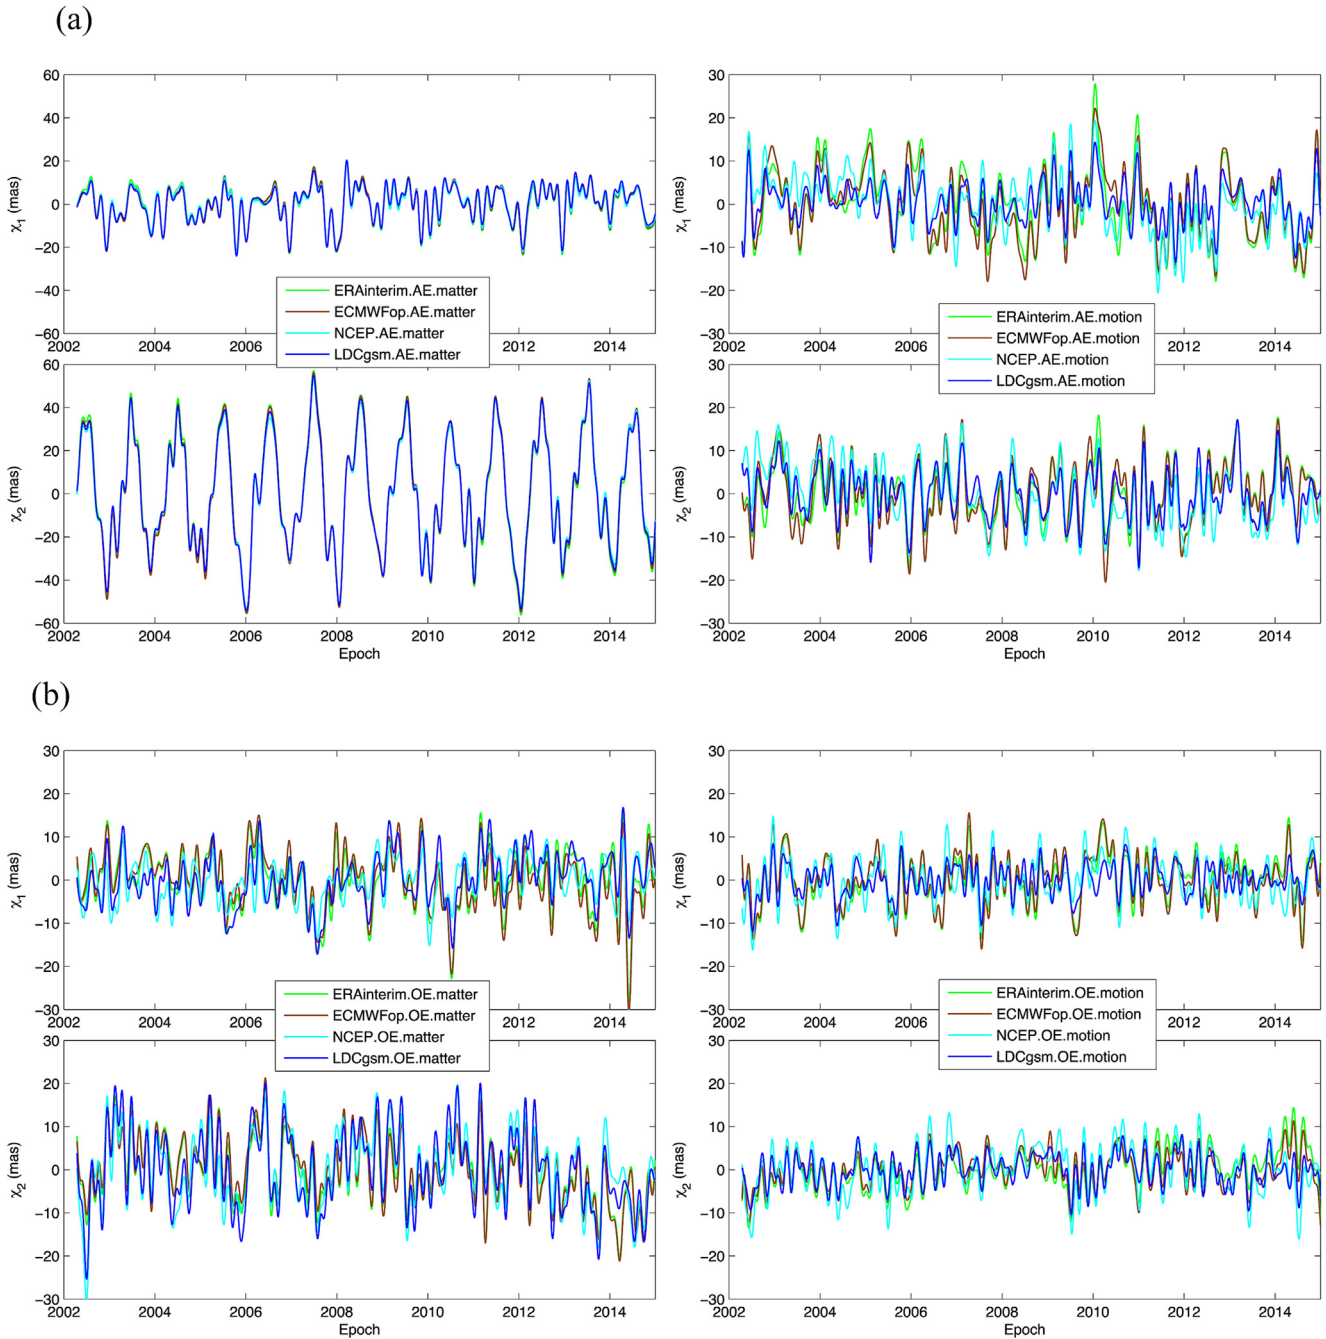 (a)
60
40
20
0
−20
−40
−60
χ1 (mas)
2002 2004 2006 2008 2010 2012 2014
ERAinterim.AE.matter
ECMWFop.AE.matter
NCEP.AE.matter
LDCgsm.AE.matter
60
40
20
0
−20
−40
−60
χ2 (mas)
2002 2004 2006 2008 2010 2012 2014
Epoch
30
20
10
0
−10
−20
−30
χ1 (mas)
2002 2004 2006 2008 2010 2012 2014
ERAinterim.AE.motion
ECMWFop.AE.motion
NCEP.AE.motion
LDCgsm.AE.motion
30
20
10
0
−10
−20
−30
χ2 (mas)
2002 2004 2006 2008 2010 2012 2014
Epoch
(b)
30
20
10
0
−10
−20
−30
χ1 (mas)
2002 2004 2006 2008 2010 2012 2014
ERAinterim.OE.matter
ECMWFop.OE.matter
NCEP.OE.matter
LDCgsm.OE.matter
30
20
10
0
−10
−20
−30
χ2 (mas)
2002 2004 2006 2008 2010 2012 2014
Epoch
30
20
10
0
−10
−20
−30
χ1 (mas)
2002 2004 2006 2008 2010 2012 2014
ERAinterim.OE.motion
ECMWFop.OE.motion
NCEP.OE.motion
LDCgsm.OE.motion
30
20
10
0
−10
−20
−30
χ2 (mas)
2002 2004 2006 2008 2010 2012 2014
Epoch